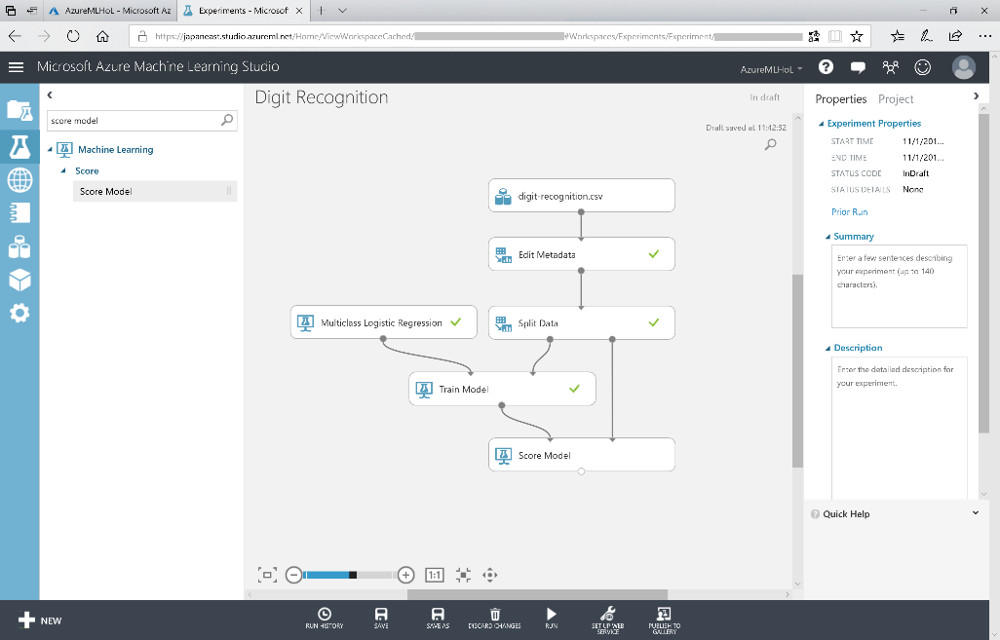 AzureMLHoL - Microsoft Az
Experiments - Microsof
https://japaneast.studio.azureml.net/Home/ViewWorkspaceCached/
#Workspaces/Experiments/Experiment/
Microsoft Azure Machine Learning Studio
AzureMLHoL
score model
Machine Learning
Score
Score Model
Digit Recognition
In draft
Draft saved at 11:42:32
digit-recognition.csv
Edit Metadata
Multiclass Logistic Regression
Split Data
Train Model
Score Model
1:1
Properties Project
Experiment Properties
START TIME 11/1/201...
END TIME 11/1/201...
STATUS CODE InDraft
STATUS DETAILS None
Prior Run
Summary
Enter a few sentences describing
your experiment (up to 140
characters).
Description
Enter the detailed description for
your experiment.
Quick Help
NEW
RUN HISTORY
SAVE
SAVE AS
DISCARD CHANGES
RUN
SET UP WEB
SERVICE
PUBLISH TO
GALLERY